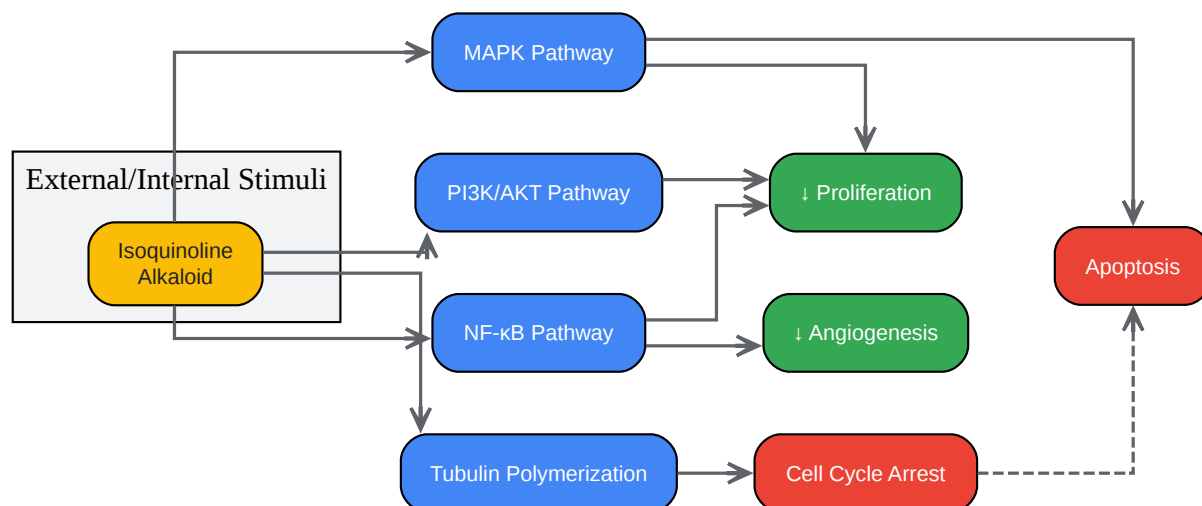 MAPK Pathway
External/Internal Stimuli
PI3K/AKT Pathway
↓ Proliferation
Isoquinoline
Alkaloid
Apoptosis
NF-κB Pathway
↓ Angiogenesis
Tubulin Polymerization
Cell Cycle Arrest